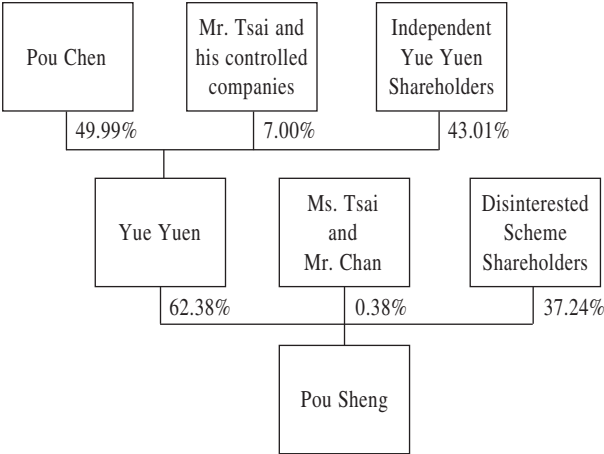 Pou Chen
Mr. Tsai and
his controlled
companies
Independent
Yue Yuen
Shareholders
49.99%
7.00%
43.01%
Yue Yuen
Ms. Tsai
and
Mr. Chan
Disinterested
Scheme
Shareholders
62.38%
0.38%
37.24%
Pou Sheng